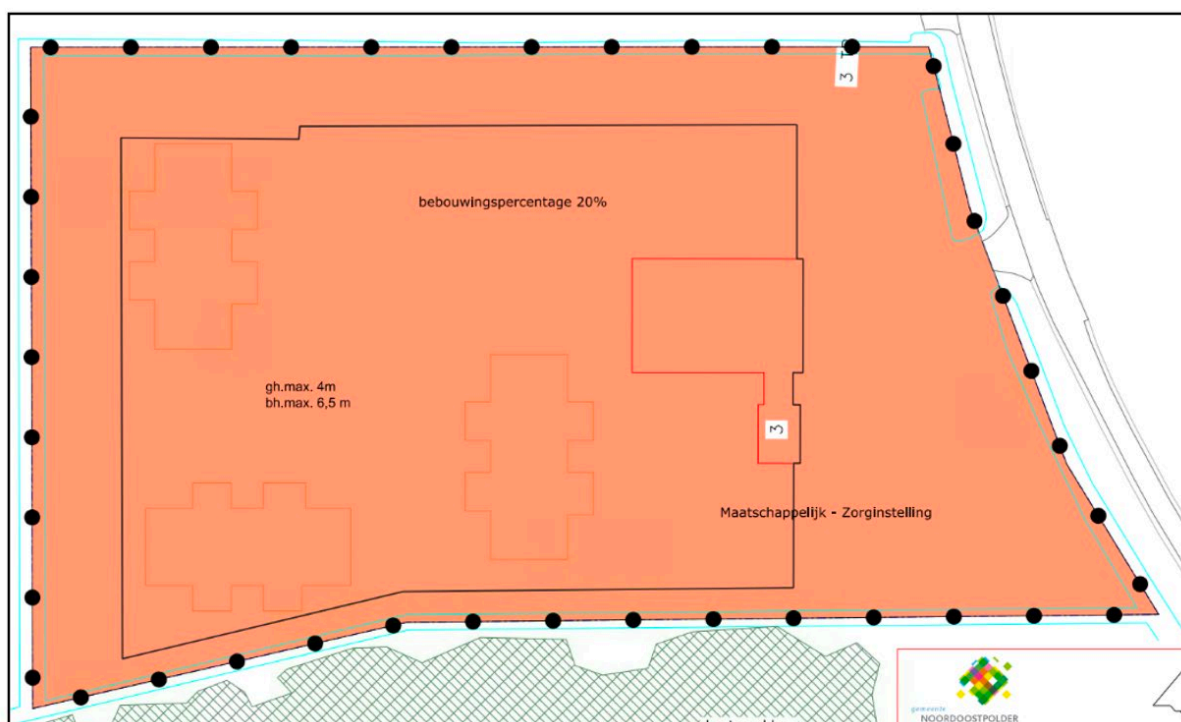 3
bebouwingspercentage 20%
gh.max. 4m
bh.max. 6,5 m
3
Maatschappelijk - Zorginstelling
gemeente
NOORDOOSTPOLDER